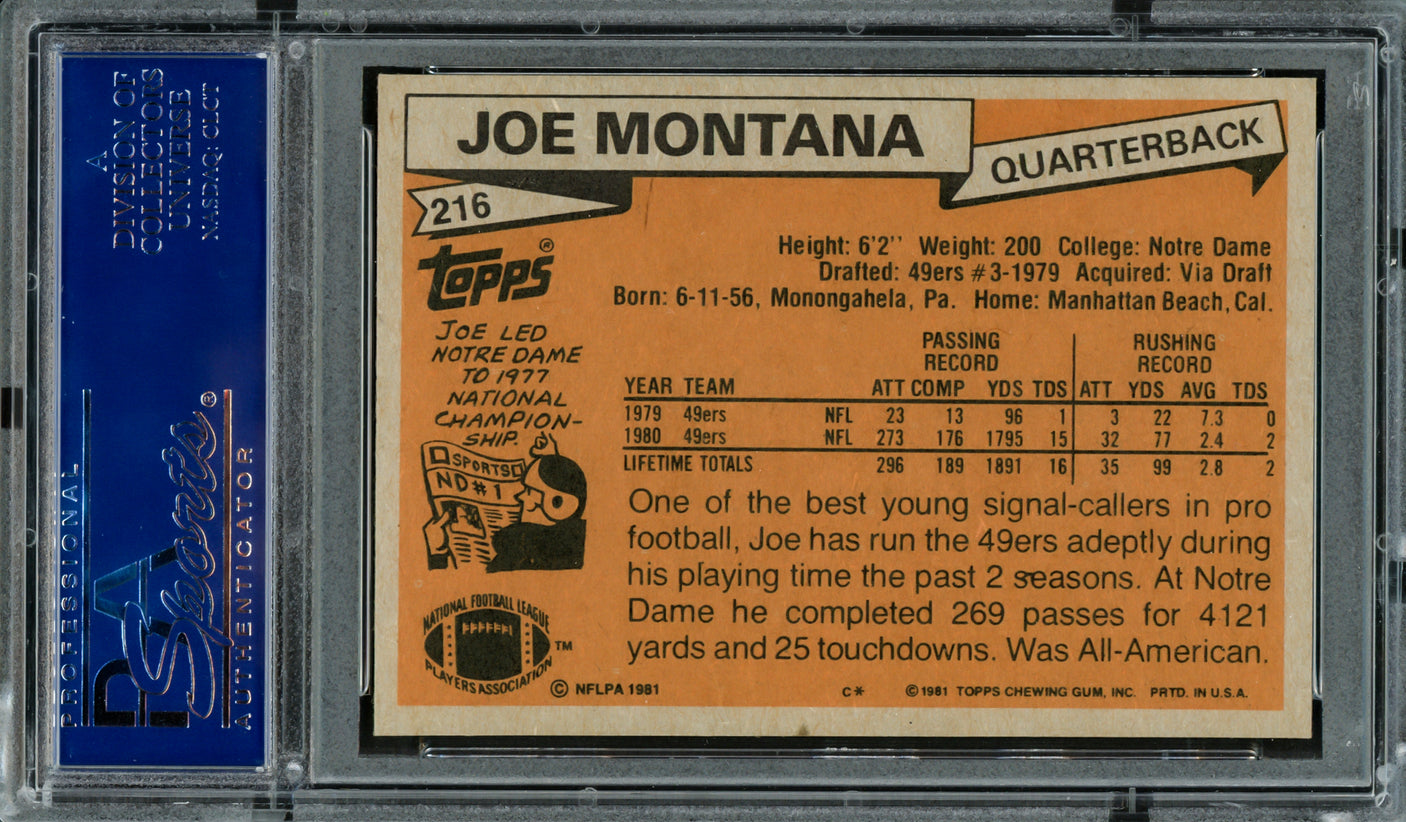 A
DIVISION OF
COLLECTORS
UNIVERSE
NASDAQ: CLCT
PROFESSIONAL
PSA
Sports®
AUTHENTICATOR
JOE MONTANA
QUARTERBACK
216
Topps®
Height: 6'2'' Weight: 200 College: Notre Dame
Drafted: 49ers #3-1979 Acquired: Via Draft
Born: 6-11-56, Monongahela, Pa. Home: Manhattan Beach, Cal.
JOE LED
NOTRE DAME
TO 1977
NATIONAL
CHAMPION-
SHIP.
SPORTS
ND#1
PASSING RUSHING
RECORD RECORD
YEAR TEAM ATT COMP YDS TDS ATT YDS AVG TDS
1979 49ers NFL 23 13 96 1 3 22 7.3 0
1980 49ers NFL 273 176 1795 15 32 77 2.4 2
LIFETIME TOTALS 296 189 1891 16 35 99 2.8 2
One of the best young signal-callers in pro
football, Joe has run the 49ers adeptly during
his playing time the past 2 seasons. At Notre
Dame he completed 269 passes for 4121
yards and 25 touchdowns. Was All-American.
NATIONAL FOOTBALL LEAGUE
PLAYERS ASSOCIATION
™
© NFLPA 1981
C*
©1981 TOPPS CHEWING GUM, INC. PRTD. IN U.S.A.